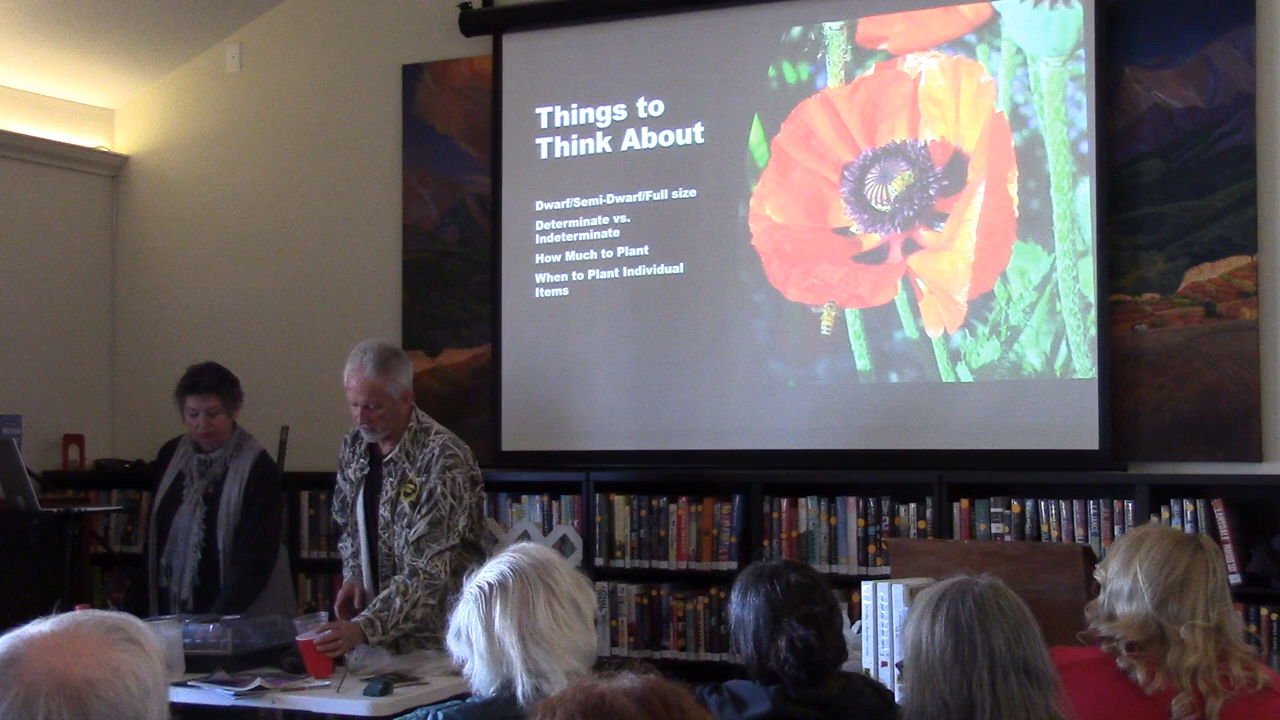 Things to
Think About
Dwarf/Semi-Dwarf/Full size
Determinate vs.
Indeterminate
How Much to Plant
When to Plant Individual
Items